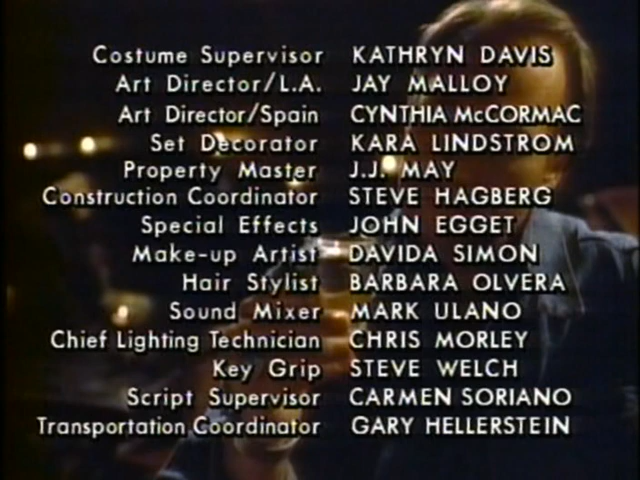 Costume Supervisor KATHRYN DAVIS
Art Director/L.A. JAY MALLOY
Art Director/Spain CYNTHIA McCORMAC
Set Decorator KARA LINDSTROM
Property Master J.J. MAY
Construction Coordinator STEVE HAGBERG
Special Effects JOHN EGGET
Make-up Artist DAVIDA SIMON
Hair Stylist BARBARA OLVERA
Sound Mixer MARK ULANO
Chief Lighting Technician CHRIS MORLEY
Key Grip STEVE WELCH
Script Supervisor CARMEN SORIANO
Transportation Coordinator GARY HELLERSTEIN